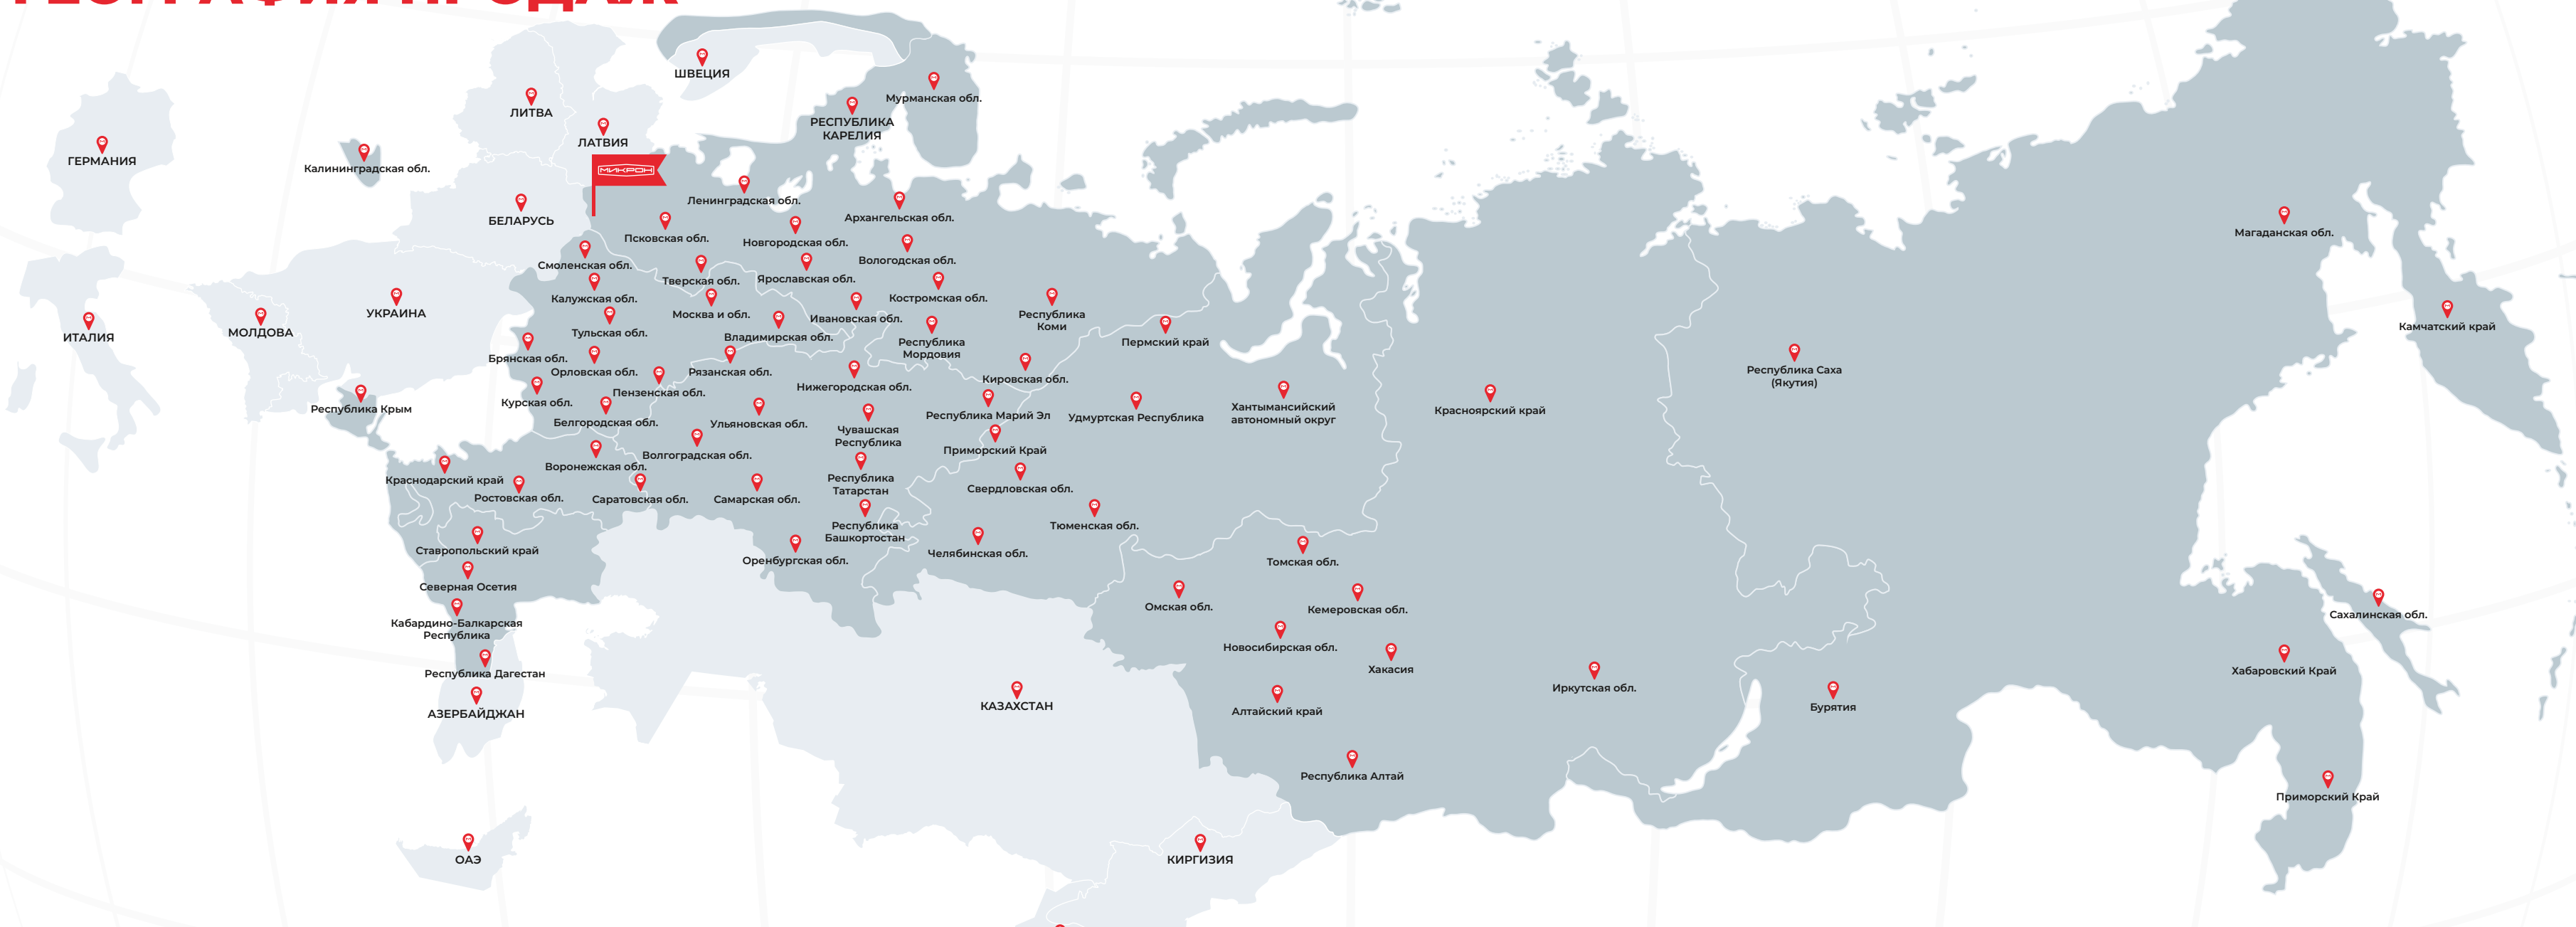 ГЕОГРАФИЯ ПРОДАЖ
ШВЕЦИЯ
Мурманская обл.
ЛИТВА
РЕСПУБЛИКА
КАРЕЛИЯ
ЛАТВИЯ
ГЕРМАНИЯ
Калининградская обл.
МИКРОН
Ленинградская обл.
БЕЛАРУСЬ
Архангельская обл.
Магаданская обл.
Псковская обл.
Новгородская обл.
Вологодская обл.
Смоленская обл.
Тверская обл.
Ярославская обл.
Калужская обл.
Костромская обл.
УКРАИНА
Москва и обл.
Ивановская обл.
Республика
Коми
Камчатский край
МОЛДОВА
ИТАЛИЯ
Тульская обл.
Владимирская обл.
Республика
Мордовия
Пермский край
Брянская обл.
Орловская обл.
Рязанская обл.
Республика Саха
(Якутия)
Кировская обл.
Нижегородская обл.
Пензенская обл.
Курская обл.
Республика Крым
Хантымансийский
автономный округ
Красноярский край
Республика Марий Эл
Удмуртская Республика
Белгородская обл.
Ульяновская обл.
Чувашская
Республика
Приморский Край
Волгоградская обл.
Воронежская обл.
Краснодарский край
Ростовская обл.
Саратовская обл.
Самарская обл.
Республика
Татарстан
Свердловская обл.
Республика
Башкортостан
Тюменская обл.
Ставропольский край
Оренбургская обл.
Челябинская обл.
Томская обл.
Северная Осетия
Омская обл.
Кемеровская обл.
Сахалинская обл.
Кабардино-Балкарская
Республика
Новосибирская обл.
Хакасия
Хабаровский Край
Республика Дагестан
Иркутская обл.
АЗЕРБАЙДЖАН
КАЗАХСТАН
Алтайский край
Бурятия
Республика Алтай
Приморский Край
ОАЭ
КИРГИЗИЯ